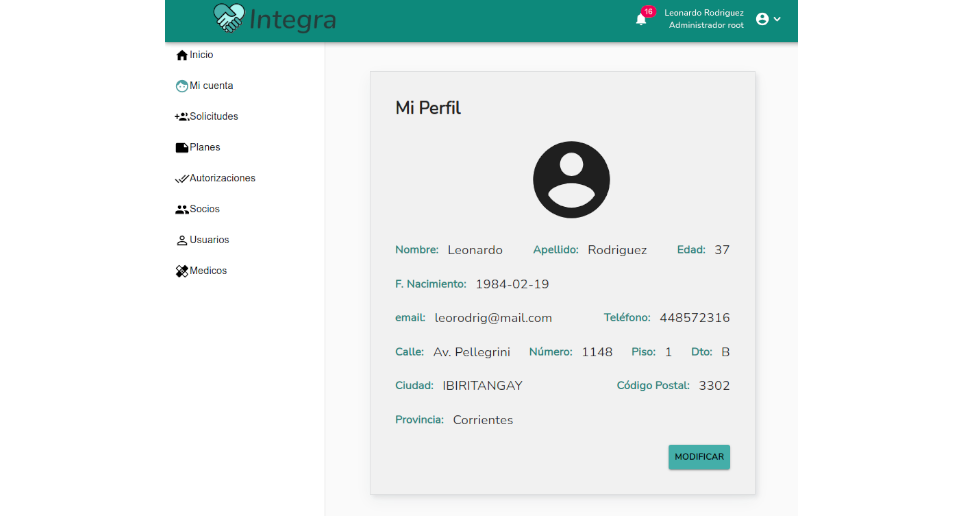 Integra
16
Leonardo Rodriguez
Administrador root
Inicio
Mi cuenta
Solicitudes
Planes
Autorizaciones
Socios
Usuarios
Medicos
Mi Perfil
Nombre: Leonardo Apellido: Rodriguez Edad: 37
F. Nacimiento: 1984-02-19
email: leorodrig@mail.com Teléfono: 448572316
Calle: Av. Pellegrini Número: 1148 Piso: 1 Dto: B
Ciudad: IBIRITANGAY Código Postal: 3302
Provincia: Corrientes
MODIFICAR